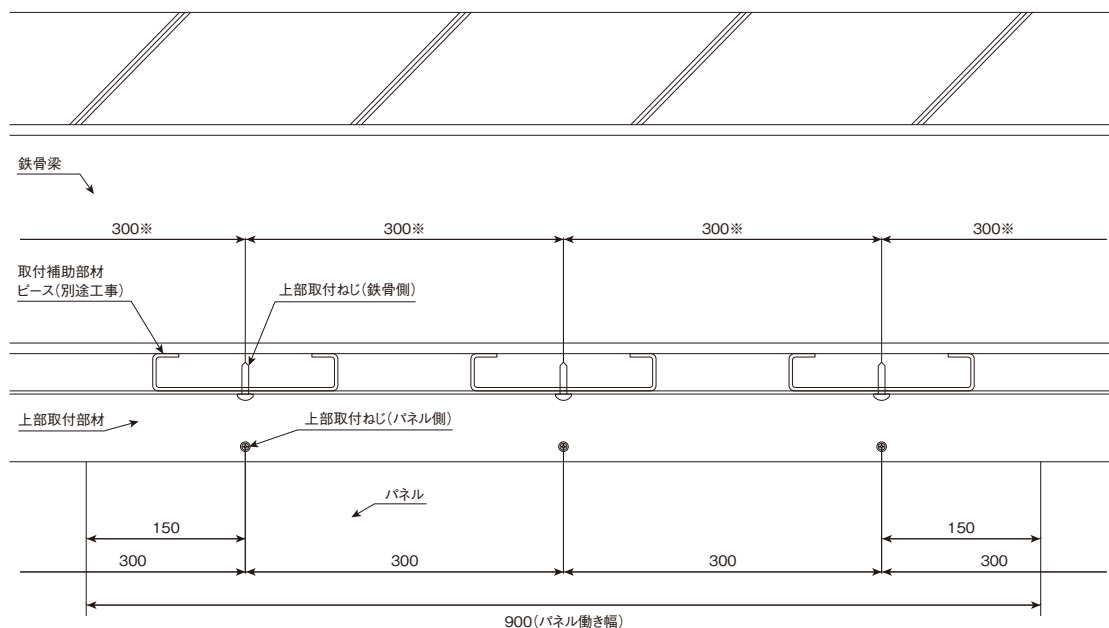 鉄骨梁
300※
300※
300※
300※
取付補助部材
ピース(別途工事)
上部取付ねじ(鉄骨側)
上部取付部材
上部取付ねじ(パネル側)
パネル
150
150
300
300
300
300
900(パネル働き幅)